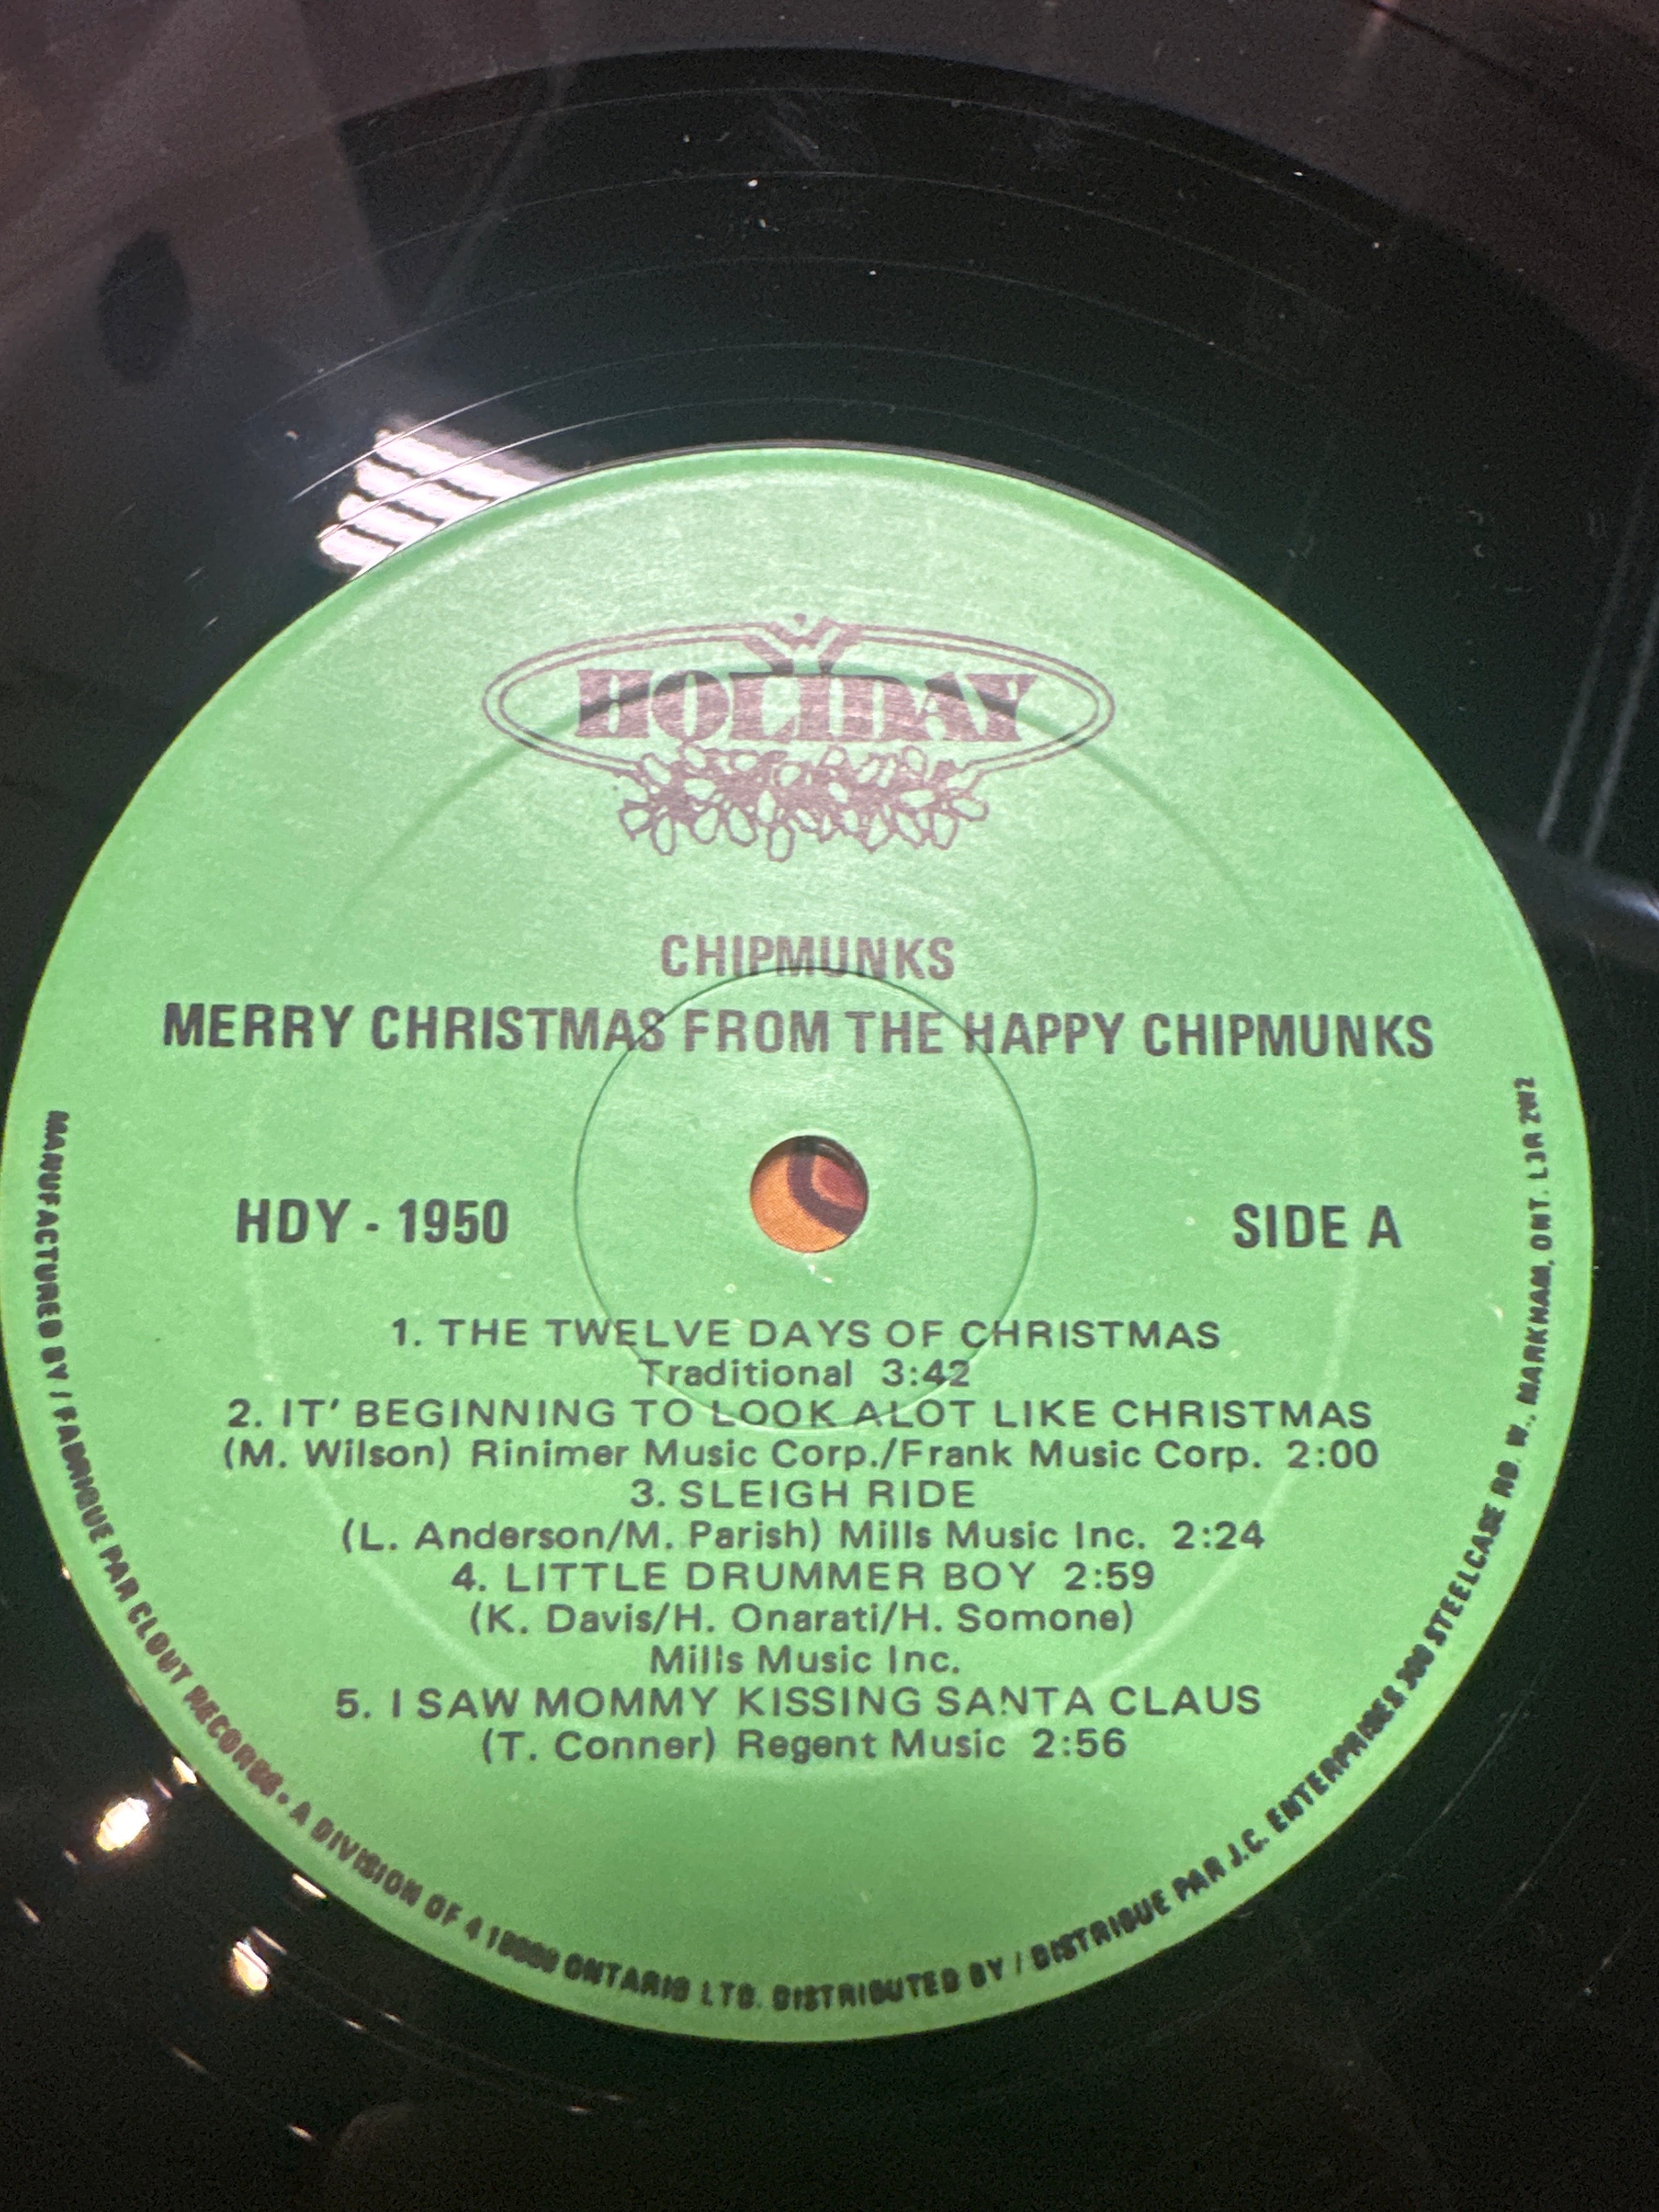 HOLIDAY
CHIPMUNKS
MERRY CHRISTMAS FROM THE HAPPY CHIPMUNKS
HDY - 1950
SIDE A
1. THE TWELVE DAYS OF CHRISTMAS
Traditional 3:42
2. IT' BEGINNING TO LOOK ALOT LIKE CHRISTMAS
(M. Wilson) Rinimer Music Corp./Frank Music Corp. 2:00
3. SLEIGH RIDE
(L. Anderson/M. Parish) Mills Music Inc. 2:24
4. LITTLE DRUMMER BOY 2:59
(K. Davis/H. Onarati/H. Somone)
Mills Music Inc.
5. I SAW MOMMY KISSING SANTA CLAUS
(T. Conner) Regent Music 2:56
MANUFACTURED BY / FABRIQUE PAR CLOUT RECORDS • A DIVISION OF ONTARIO LTD. DISTRIBUTED BY / DISTRIBUE PAR J.C. ENTERPRISES 300 STEELCASE RD. W., MARKHAM, ONT. L3R 2W2